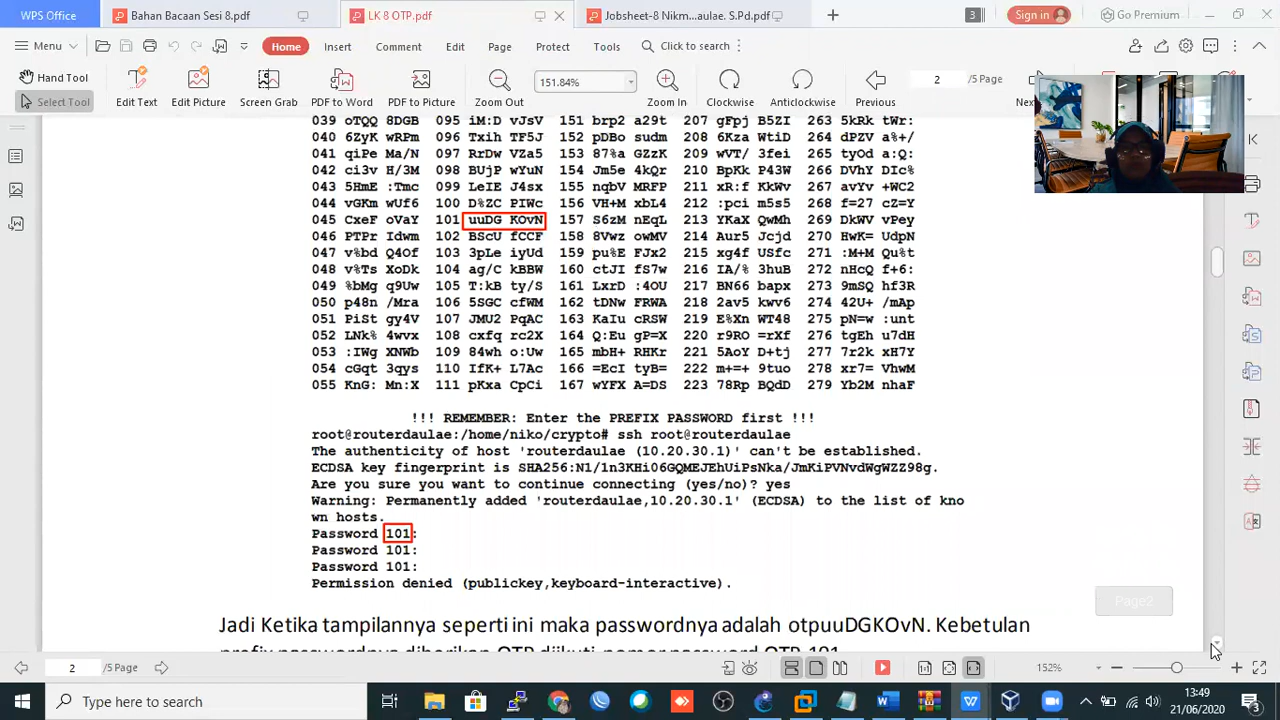 WPS Office Bahan Bacaan Sesi 8.pdf LK 8 OTP.pdf Jobsheet-8 Nikm...aulae. S.Pd.pdf 3 Sign in Go Premium
Menu Home Insert Comment Edit Page Protect Tools Click to search
Hand Tool 151.84% 2 /5 Page
Select Tool Edit Text Edit Picture Screen Grab PDF to Word PDF to Picture Zoom Out Zoom In Clockwise Anticlockwise Previous
039 oTQQ 8DGB 095 iM:D vJsV 151 brp2 a29t 207 gFpj B5ZI 263 5kRk tWr:
040 6ZyK wRPm 096 Txih TF5J 152 pDBo sudm 208 6Kza WtiD 264 dPZV a%+/
041 qiPe Ma/N 097 RrDw VZa5 153 87%a GZzK 209 wVT/ 3fei 265 tyOd a:Q:
042 ci3v H/3M 098 BUjP wYuN 154 Jm5e 4kQr 210 BpKk P43W 266 DVhY DIc%
043 5HmE :Tmc 099 LeIE J4sx 155 nqbV MRFP 211 xR:f KkWv 267 avYv +WC2
044 vGKm wUf6 100 D%ZC PIWc 156 VH+M xbL4 212 :pci m5s5 268 f=27 cZ=Y
045 CxeF oVaY 101 uuDG KOvN 157 S6zM nEqL 213 YKaX QwMh 269 DkWV vPey
046 PTPr Idwm 102 BScU fCCF 158 8Vwz owMV 214 Aur5 Jcjd 270 HwK= UdpN
047 v%bd Q4Of 103 3pLe iyUd 159 pu%E FJx2 215 xg4f USfc 271 :M+M Qu%t
048 v%Ts XoDk 104 ag/C kBBW 160 ctJI fS7w 216 IA/% 3huB 272 nHcQ f+6:
049 %bMg q9Uw 105 T:kB ty/S 161 LxrD :4OU 217 BN66 bapx 273 9mSQ hf3R
050 p48n /Mra 106 5SGC cfWM 162 tDNw FRWA 218 2av5 kwv6 274 42U+ /mAp
051 PiSt gy4V 107 JMU2 PqAC 163 KaIu cRSW 219 E%Xn WT48 275 pN=w :unt
052 LNk% 4wvx 108 cxfq rc2X 164 Q:Eu gP=X 220 r9RO =rXf 276 tgEh u7dH
053 :IWg XNWb 109 84wh o:Uw 165 mbH+ RHKr 221 5AoY D+tj 277 7r2k xH7Y
054 cGqt 3qys 110 IfK+ L7Ac 166 =EcI tyB= 222 m+=+ 9tuo 278 xr7= VhwM
055 KnG: Mn:X 111 pKxa CpCi 167 wYFX A=DS 223 78Rp BQdD 279 Yb2M nhaF
!!! REMEMBER: Enter the PREFIX PASSWORD first !!!
root@routerdaulae:/home/niko/crypto# ssh root@routerdaulae
The authenticity of host 'routerdaulae (10.20.30.1)' can't be established.
ECDSA key fingerprint is SHA256:N1/1n3KHi06GQMEJEhUiPsNka/JmKiPVNvdWgWZZ98g.
Are you sure you want to continue connecting (yes/no)? yes
Warning: Permanently added 'routerdaulae,10.20.30.1' (ECDSA) to the list of kno
wn hosts.
Password 101:
Password 101:
Password 101:
Permission denied (publickey,keyboard-interactive).
Page2
Jadi Ketika tampilannya seperti ini maka passwordnya adalah otpuuDGKOvN. Kebetulan
prefix passwordnya diberikan OTP diikuti nomor password OTP 101
2 /5 Page 152%
Type here to search 13:49
21/06/2020